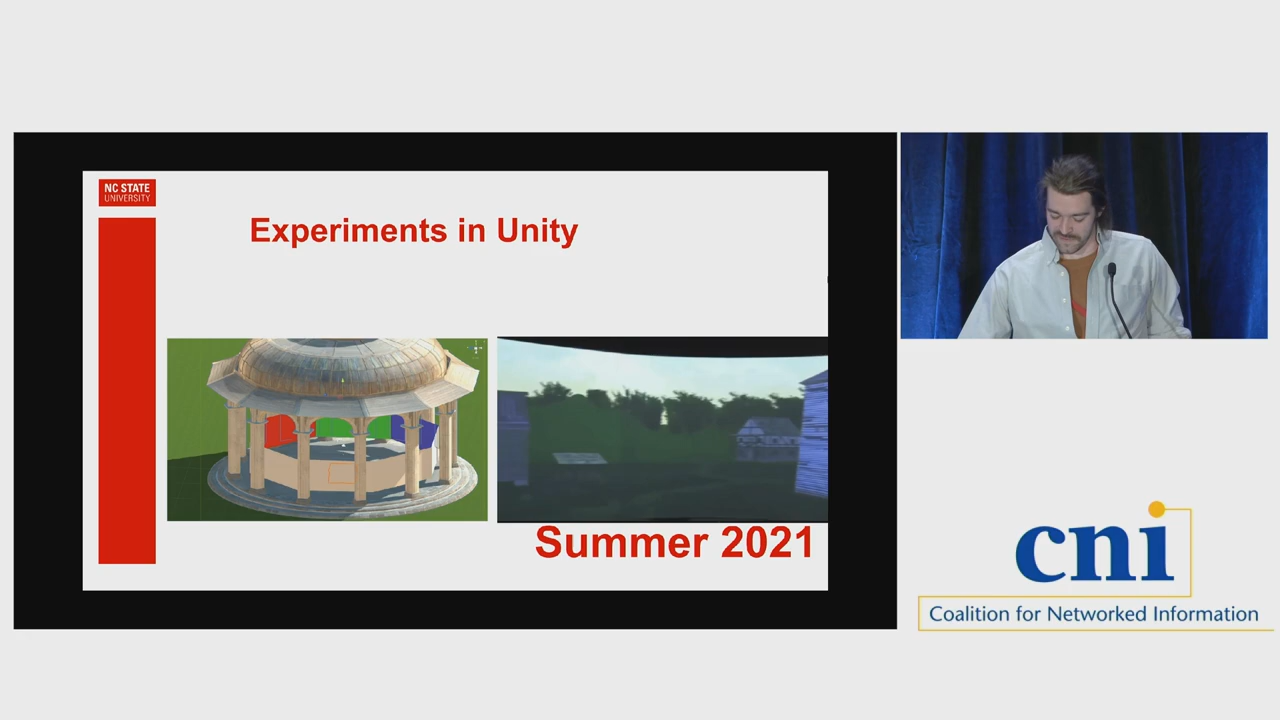 NC STATE
UNIVERSITY
Experiments in Unity
Summer 2021
cni
Coalition for Networked Information